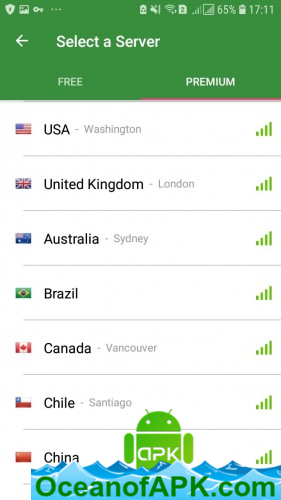 65% 17:11
Select a Server
FREE PREMIUM
USA - Washington
United Kingdom - London
Australia - Sydney
Brazil
Canada - Vancouver
Chile - Santiago
China
APK
OceanofAPK.com